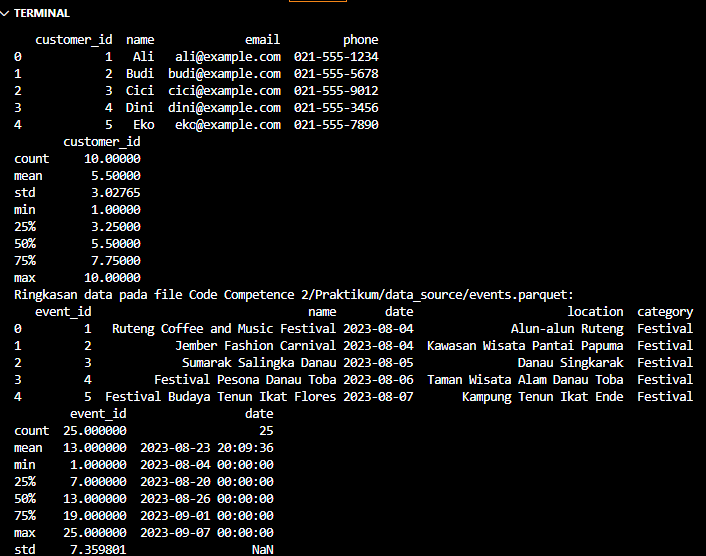 TERMINAL
customer_id name email phone
0 1 Ali ali@example.com 021-555-1234
1 2 Budi budi@example.com 021-555-5678
2 3 Cici cici@example.com 021-555-9012
3 4 Dini dini@example.com 021-555-3456
4 5 Eko eko@example.com 021-555-7890
customer_id
count 10.00000
mean 5.50000
std 3.02765
min 1.00000
25% 3.25000
50% 5.50000
75% 7.75000
max 10.00000
Ringkasan data pada file Code Competence 2/Praktikum/data_source/events.parquet:
event_id name date location category
0 1 Ruteng Coffee and Music Festival 2023-08-04 Alun-alun Ruteng Festival
1 2 Jember Fashion Carnival 2023-08-04 Kawasan Wisata Pantai Papuma Festival
2 3 Sumarak Salingka Danau 2023-08-05 Danau Singkarak Festival
3 4 Festival Pesona Danau Toba 2023-08-06 Taman Wisata Alam Danau Toba Festival
4 5 Festival Budaya Tenun Ikat Flores 2023-08-07 Kampung Tenun Ikat Ende Festival
event_id date
count 25.000000 25
mean 13.000000 2023-08-23 20:09:36
min 1.000000 2023-08-04 00:00:00
25% 7.000000 2023-08-20 00:00:00
50% 13.000000 2023-08-26 00:00:00
75% 19.000000 2023-09-01 00:00:00
max 25.000000 2023-09-07 00:00:00
std 7.359801 NaN